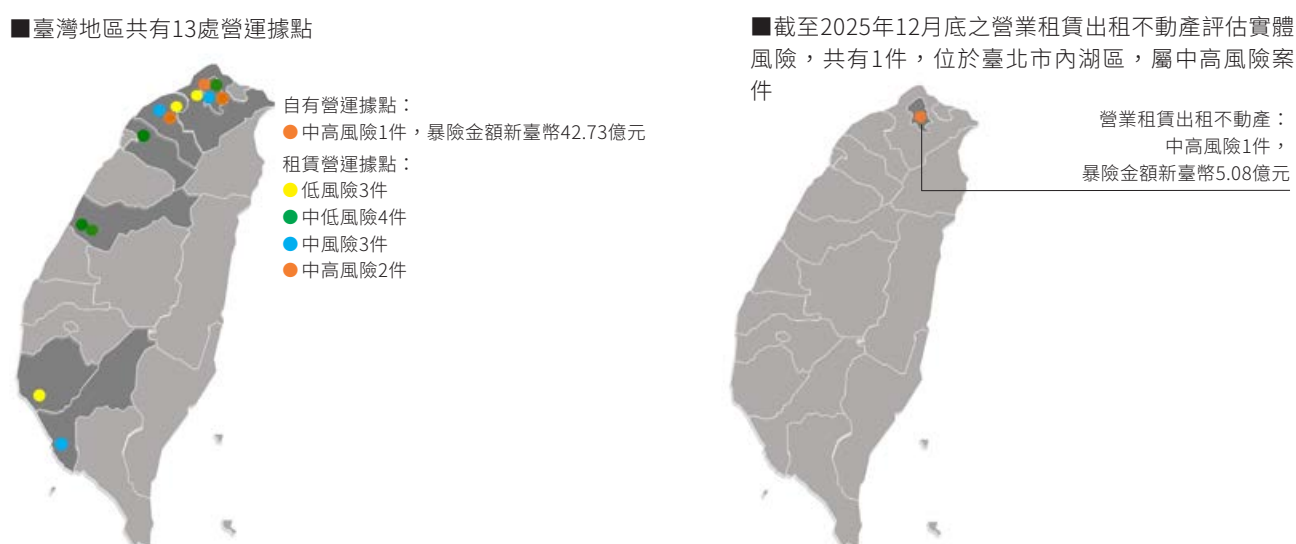 ■臺灣地區共有13處營運據點
自有營運據點：
中高風險1件，暴險金額新臺幣42.73億元
租賃營運據點：
低風險3件
中低風險4件
中風險3件
中高風險2件
■截至2025年12月底之營業租賃出租不動產評估實體
風險，共有1件，位於臺北市內湖區，屬中高風險案
件
營業租賃出租不動產：
中高風險1件，
暴險金額新臺幣5.08億元